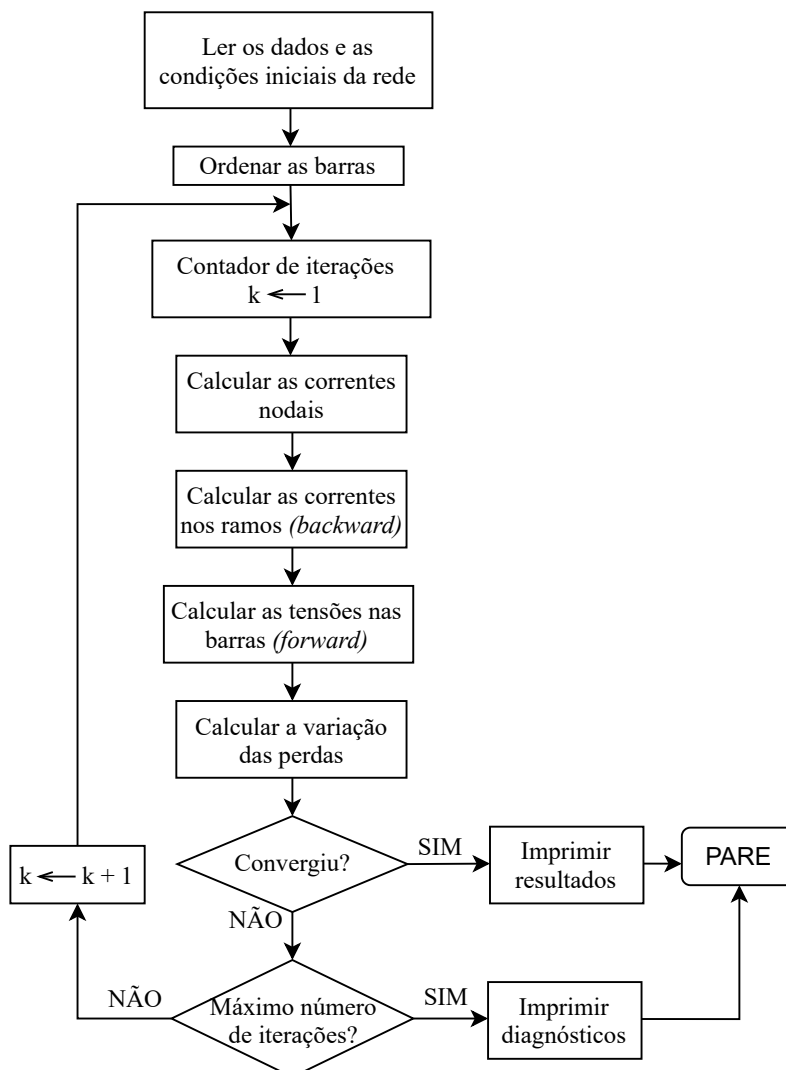 Ler os dados e as
condições iniciais da rede
Ordenar as barras
Contador de iterações
k ← 1
Calcular as correntes
nodais
Calcular as correntes
nos ramos (backward)
Calcular as tensões nas
barras (forward)
Calcular a variação
das perdas
Convergiu?
SIM
Imprimir
resultados
PARE
k ← k + 1
NÃO
NÃO
Máximo número
de iterações?
SIM
Imprimir
diagnósticos